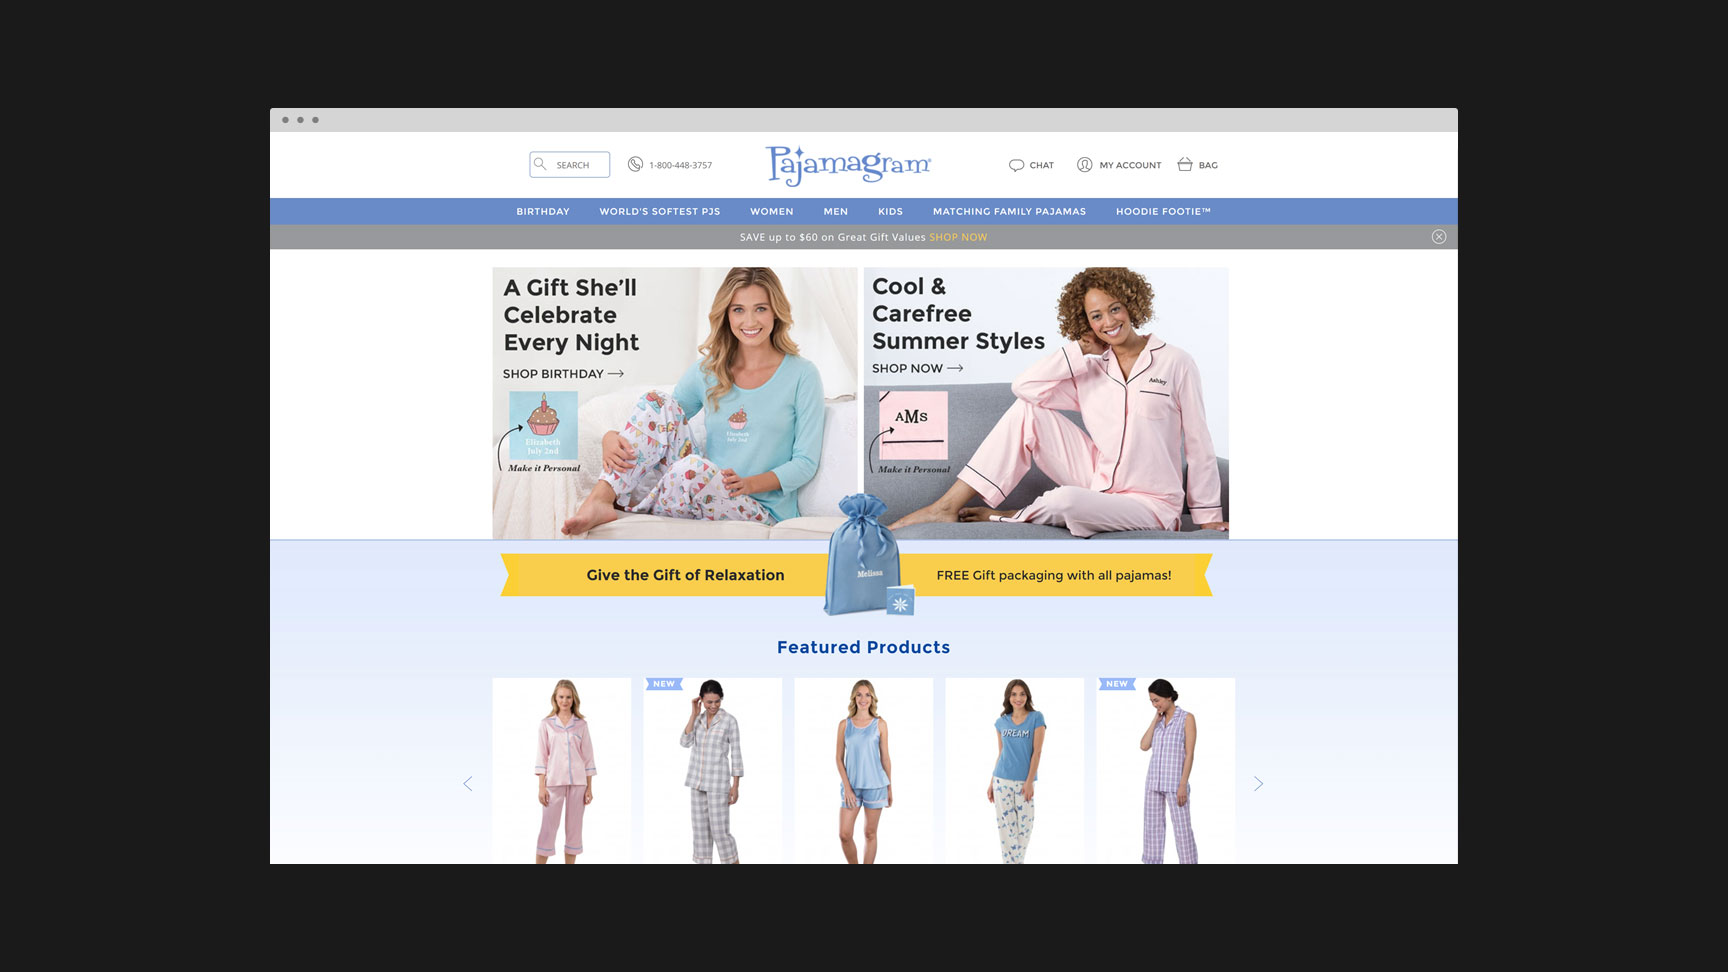 SEARCH
1-800-448-3757
Pajamagram
CHAT
MY ACCOUNT
BAG
BIRTHDAY
WORLD'S SOFTEST PJS
WOMEN
MEN
KIDS
MATCHING FAMILY PAJAMAS
HOODIE FOOTIE™
SAVE up to $60 on Great Gift Values SHOP NOW
A Gift She'll
Celebrate
Every Night
SHOP BIRTHDAY
Elizabeth
July 2nd
Make it Personal
Elizabeth
July 2nd
Cool &
Carefree
Summer Styles
SHOP NOW
AMS
Make it Personal
Ashley
Give the Gift of Relaxation
Melissa
FREE Gift packaging with all pajamas!
Featured Products
NEW
DREAM
NEW